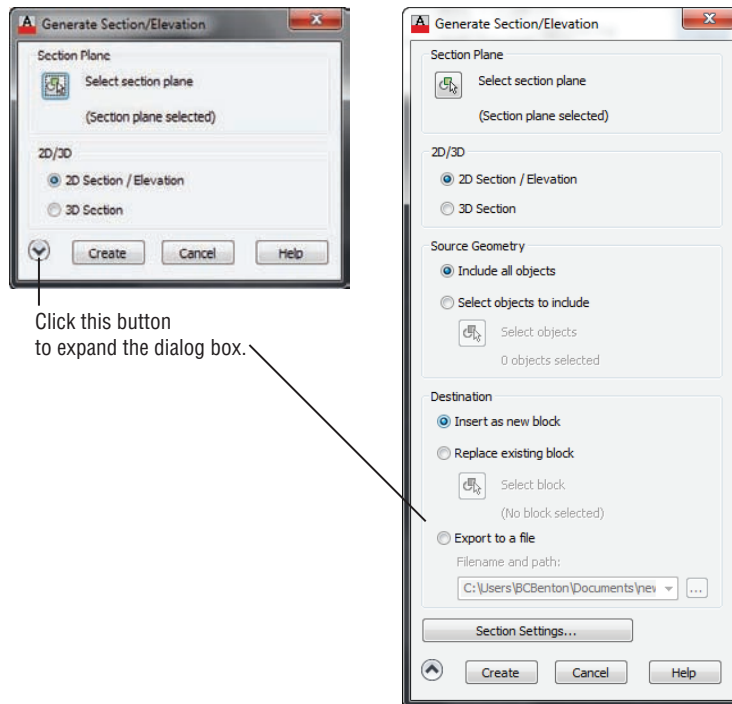 Generate Section/Elevation
Section Plane
Select section plane
(Section plane selected)
2D/3D
2D Section / Elevation
3D Section
Create
Cancel
Help
Click this button
to expand the dialog box.
Generate Section/Elevation
Section Plane
Select section plane
(Section plane selected)
2D/3D
2D Section / Elevation
3D Section
Source Geometry
Include all objects
Select objects to include
Select objects
0 objects selected
Destination
Insert as new block
Replace existing block
Select block
(No block selected)
Export to a file
Filename and path:
C:\Users\BCBenton\Documents\new
...
Section Settings...
Create
Cancel
Help